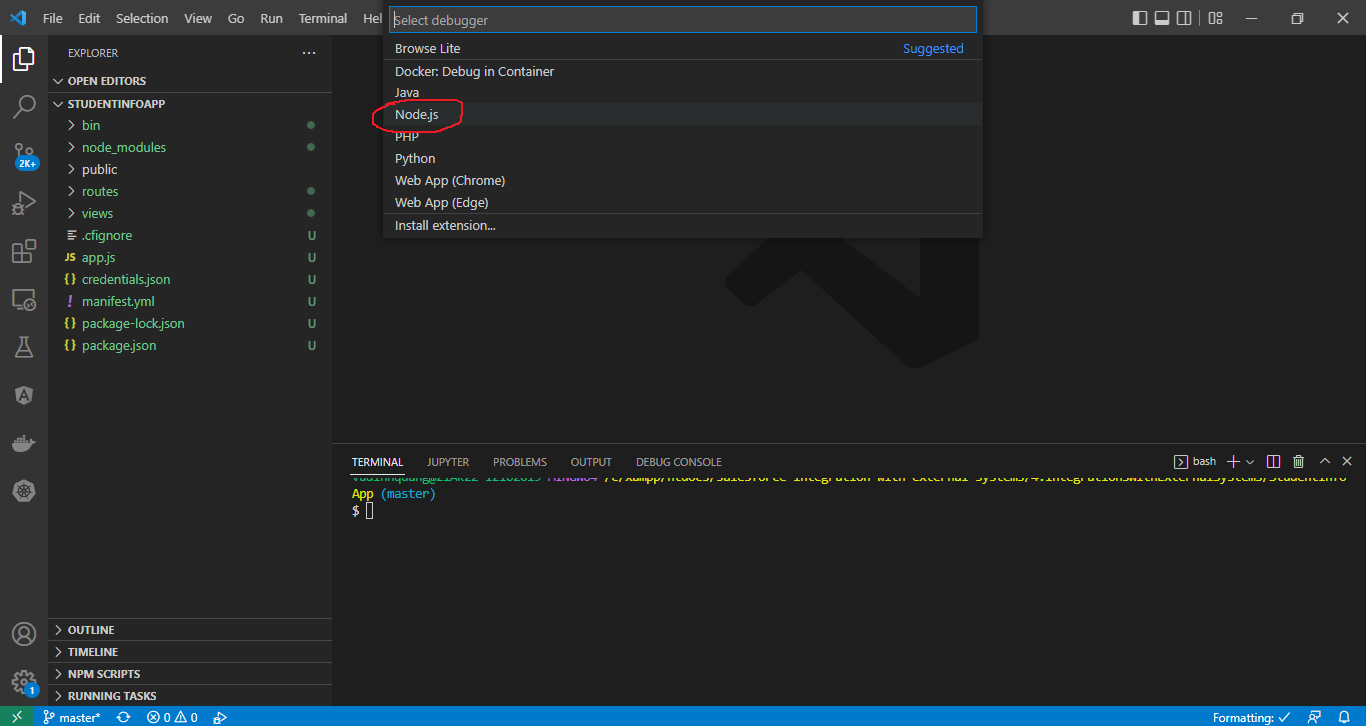 File Edit Selection View Go Run Terminal Hel
Select debugger
Browse Lite Suggested
Docker: Debug in Container
Java
Node.js
PHP
Python
Web App (Chrome)
Web App (Edge)
Install extension...
EXPLORER
OPEN EDITORS
STUDENTINFOAPP
bin
node_modules
public
routes
views
.cfignore U
JS app.js U
{} credentials.json U
! manifest.yml U
{} package-lock.json U
{} package.json U
2K+
OUTLINE
TIMELINE
NPM SCRIPTS
RUNNING TASKS
1
TERMINAL JUPYTER PROBLEMS OUTPUT DEBUG CONSOLE bash
App (master)
$
master* 0 0 Formatting: